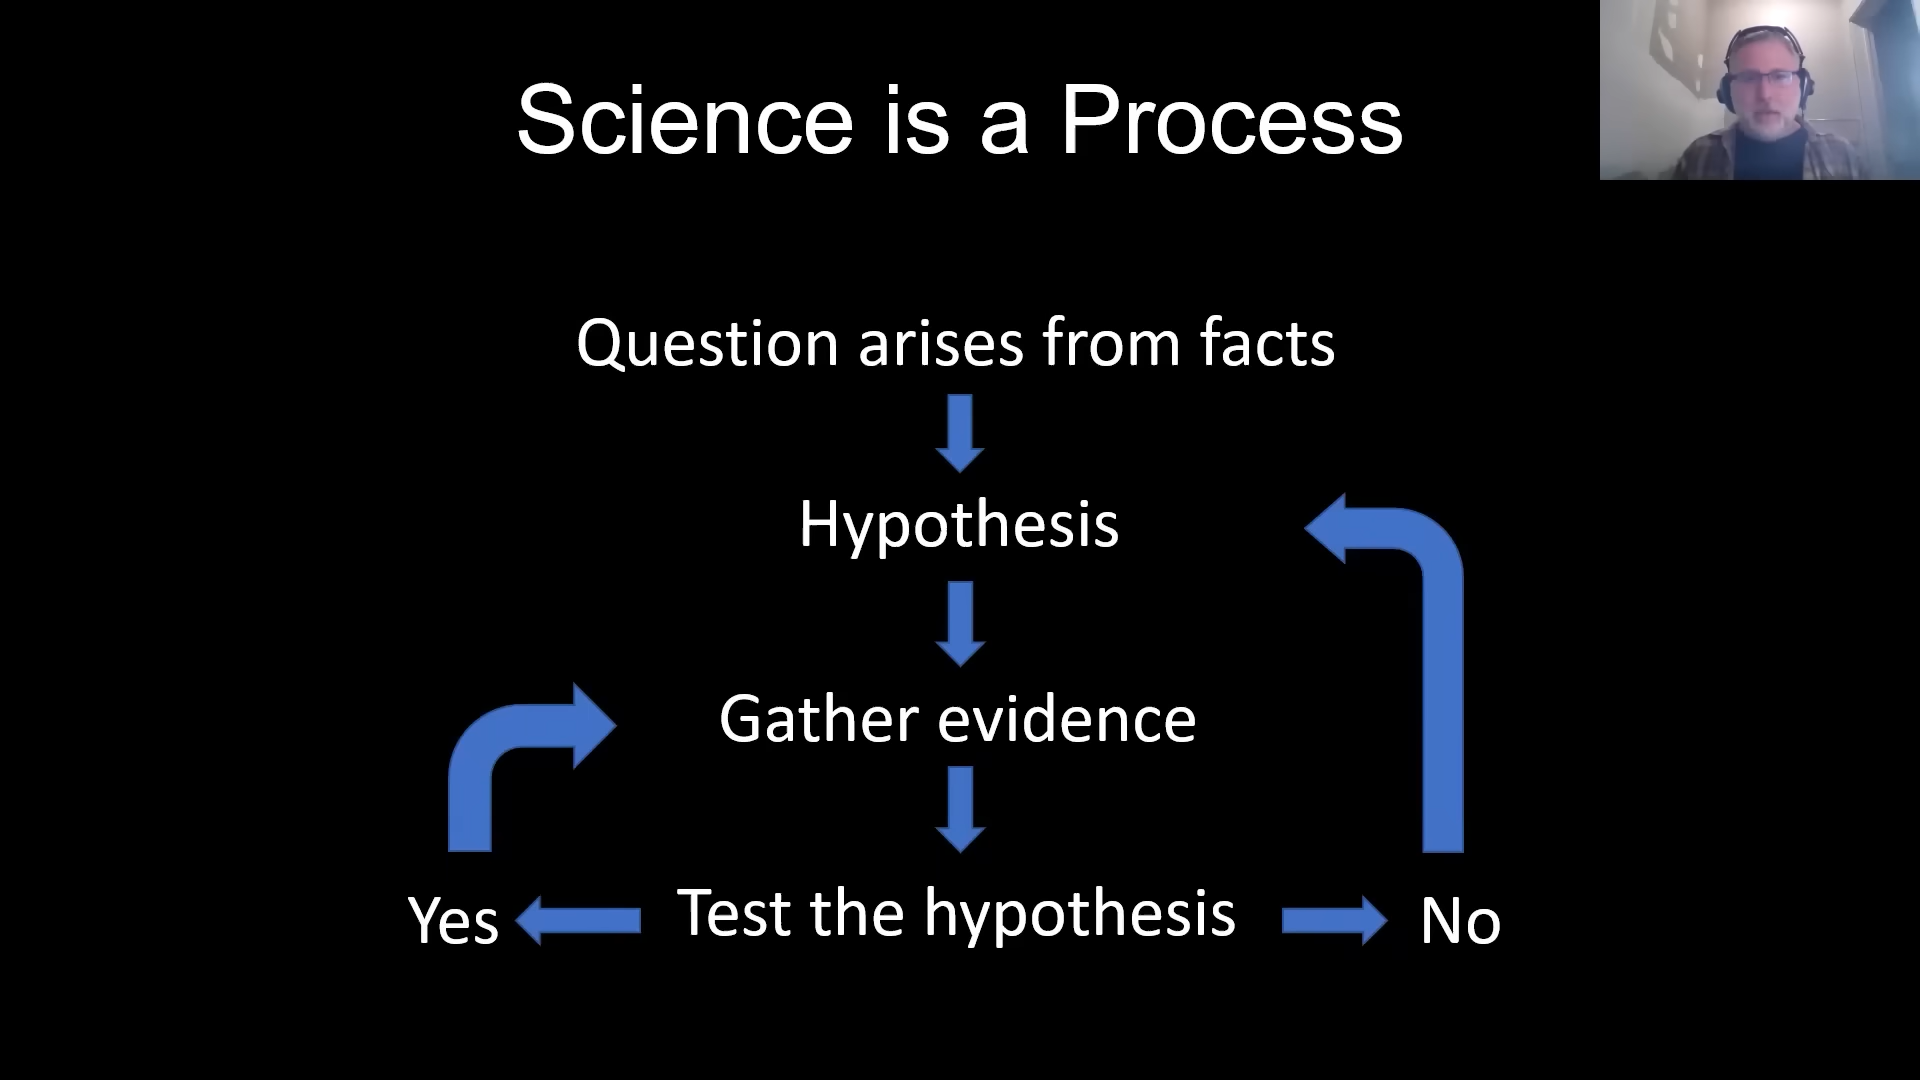 Science is a Process
Question arises from facts
Hypothesis
Gather evidence
Yes
Test the hypothesis
No